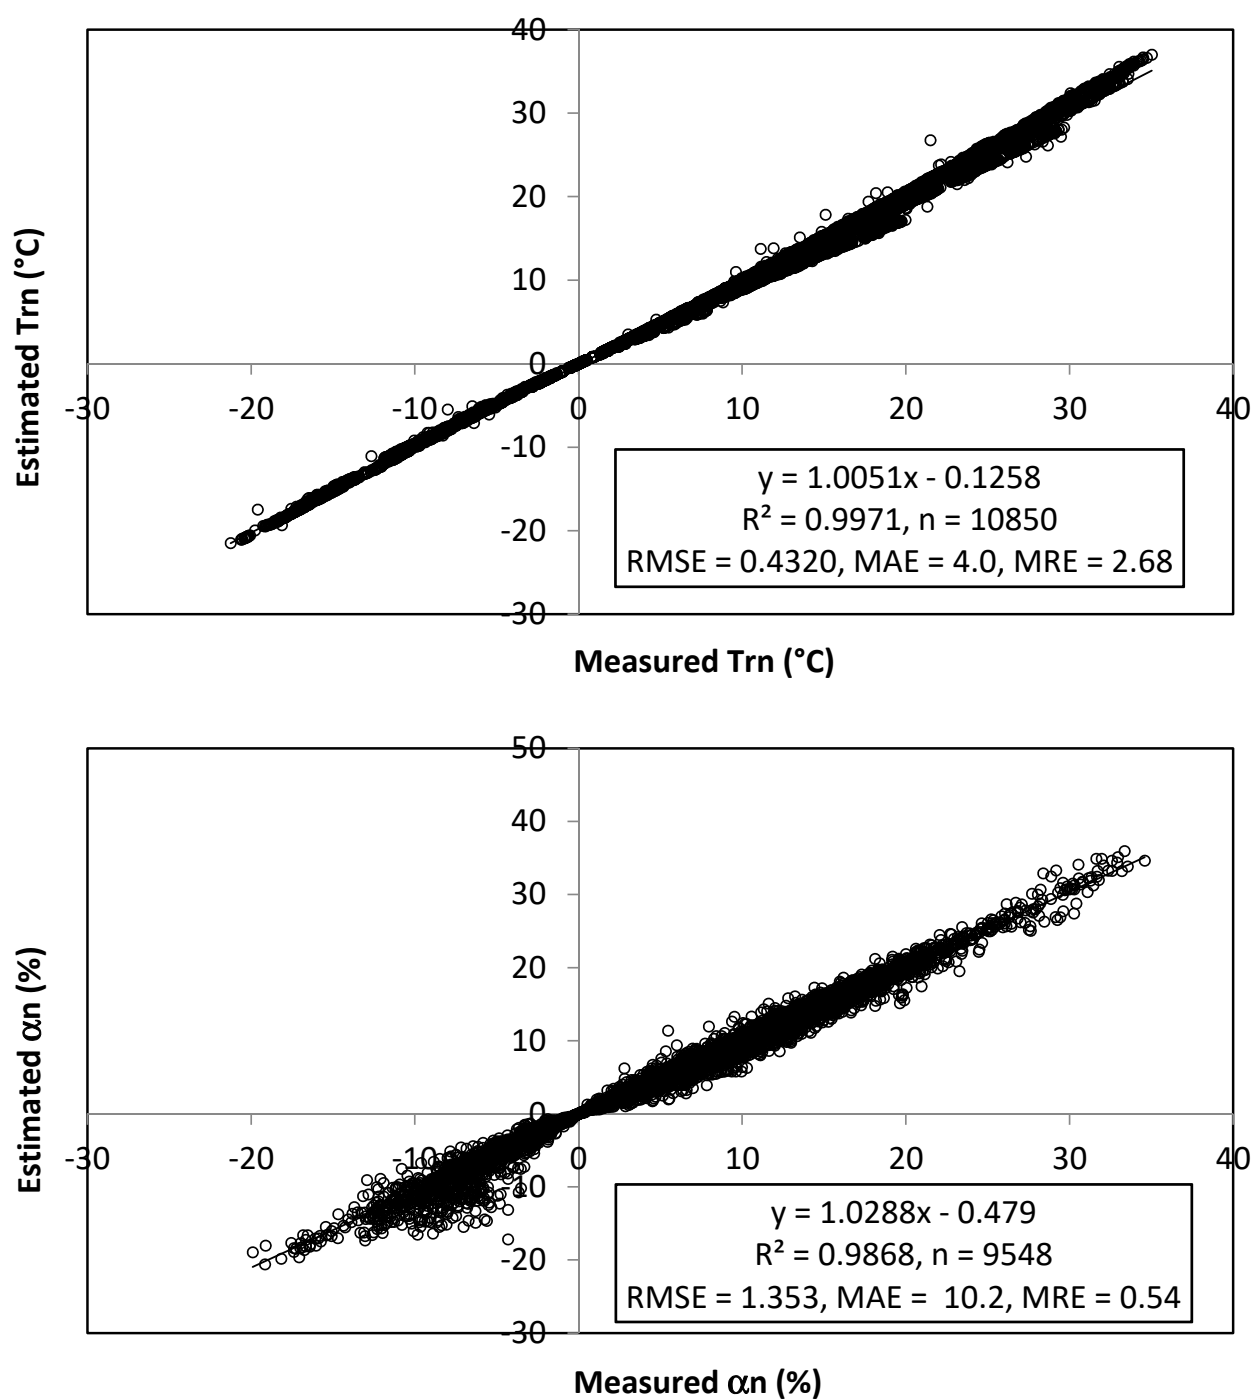 40
30
20
10
0
-10
-20
-30
-30 -20 -10 0 10 20 30 40
Estimated Trn (°C)
y = 1.0051x - 0.1258
R² = 0.9971, n = 10850
RMSE = 0.4320, MAE = 4.0, MRE = 2.68
Measured Trn (°C)
50
40
30
20
10
0
-10
-20
-30
-30 -20 -10 0 10 20 30 40
Estimated αn (%)
y = 1.0288x - 0.479
R² = 0.9868, n = 9548
RMSE = 1.353, MAE =  10.2, MRE = 0.54
Measured αn (%)